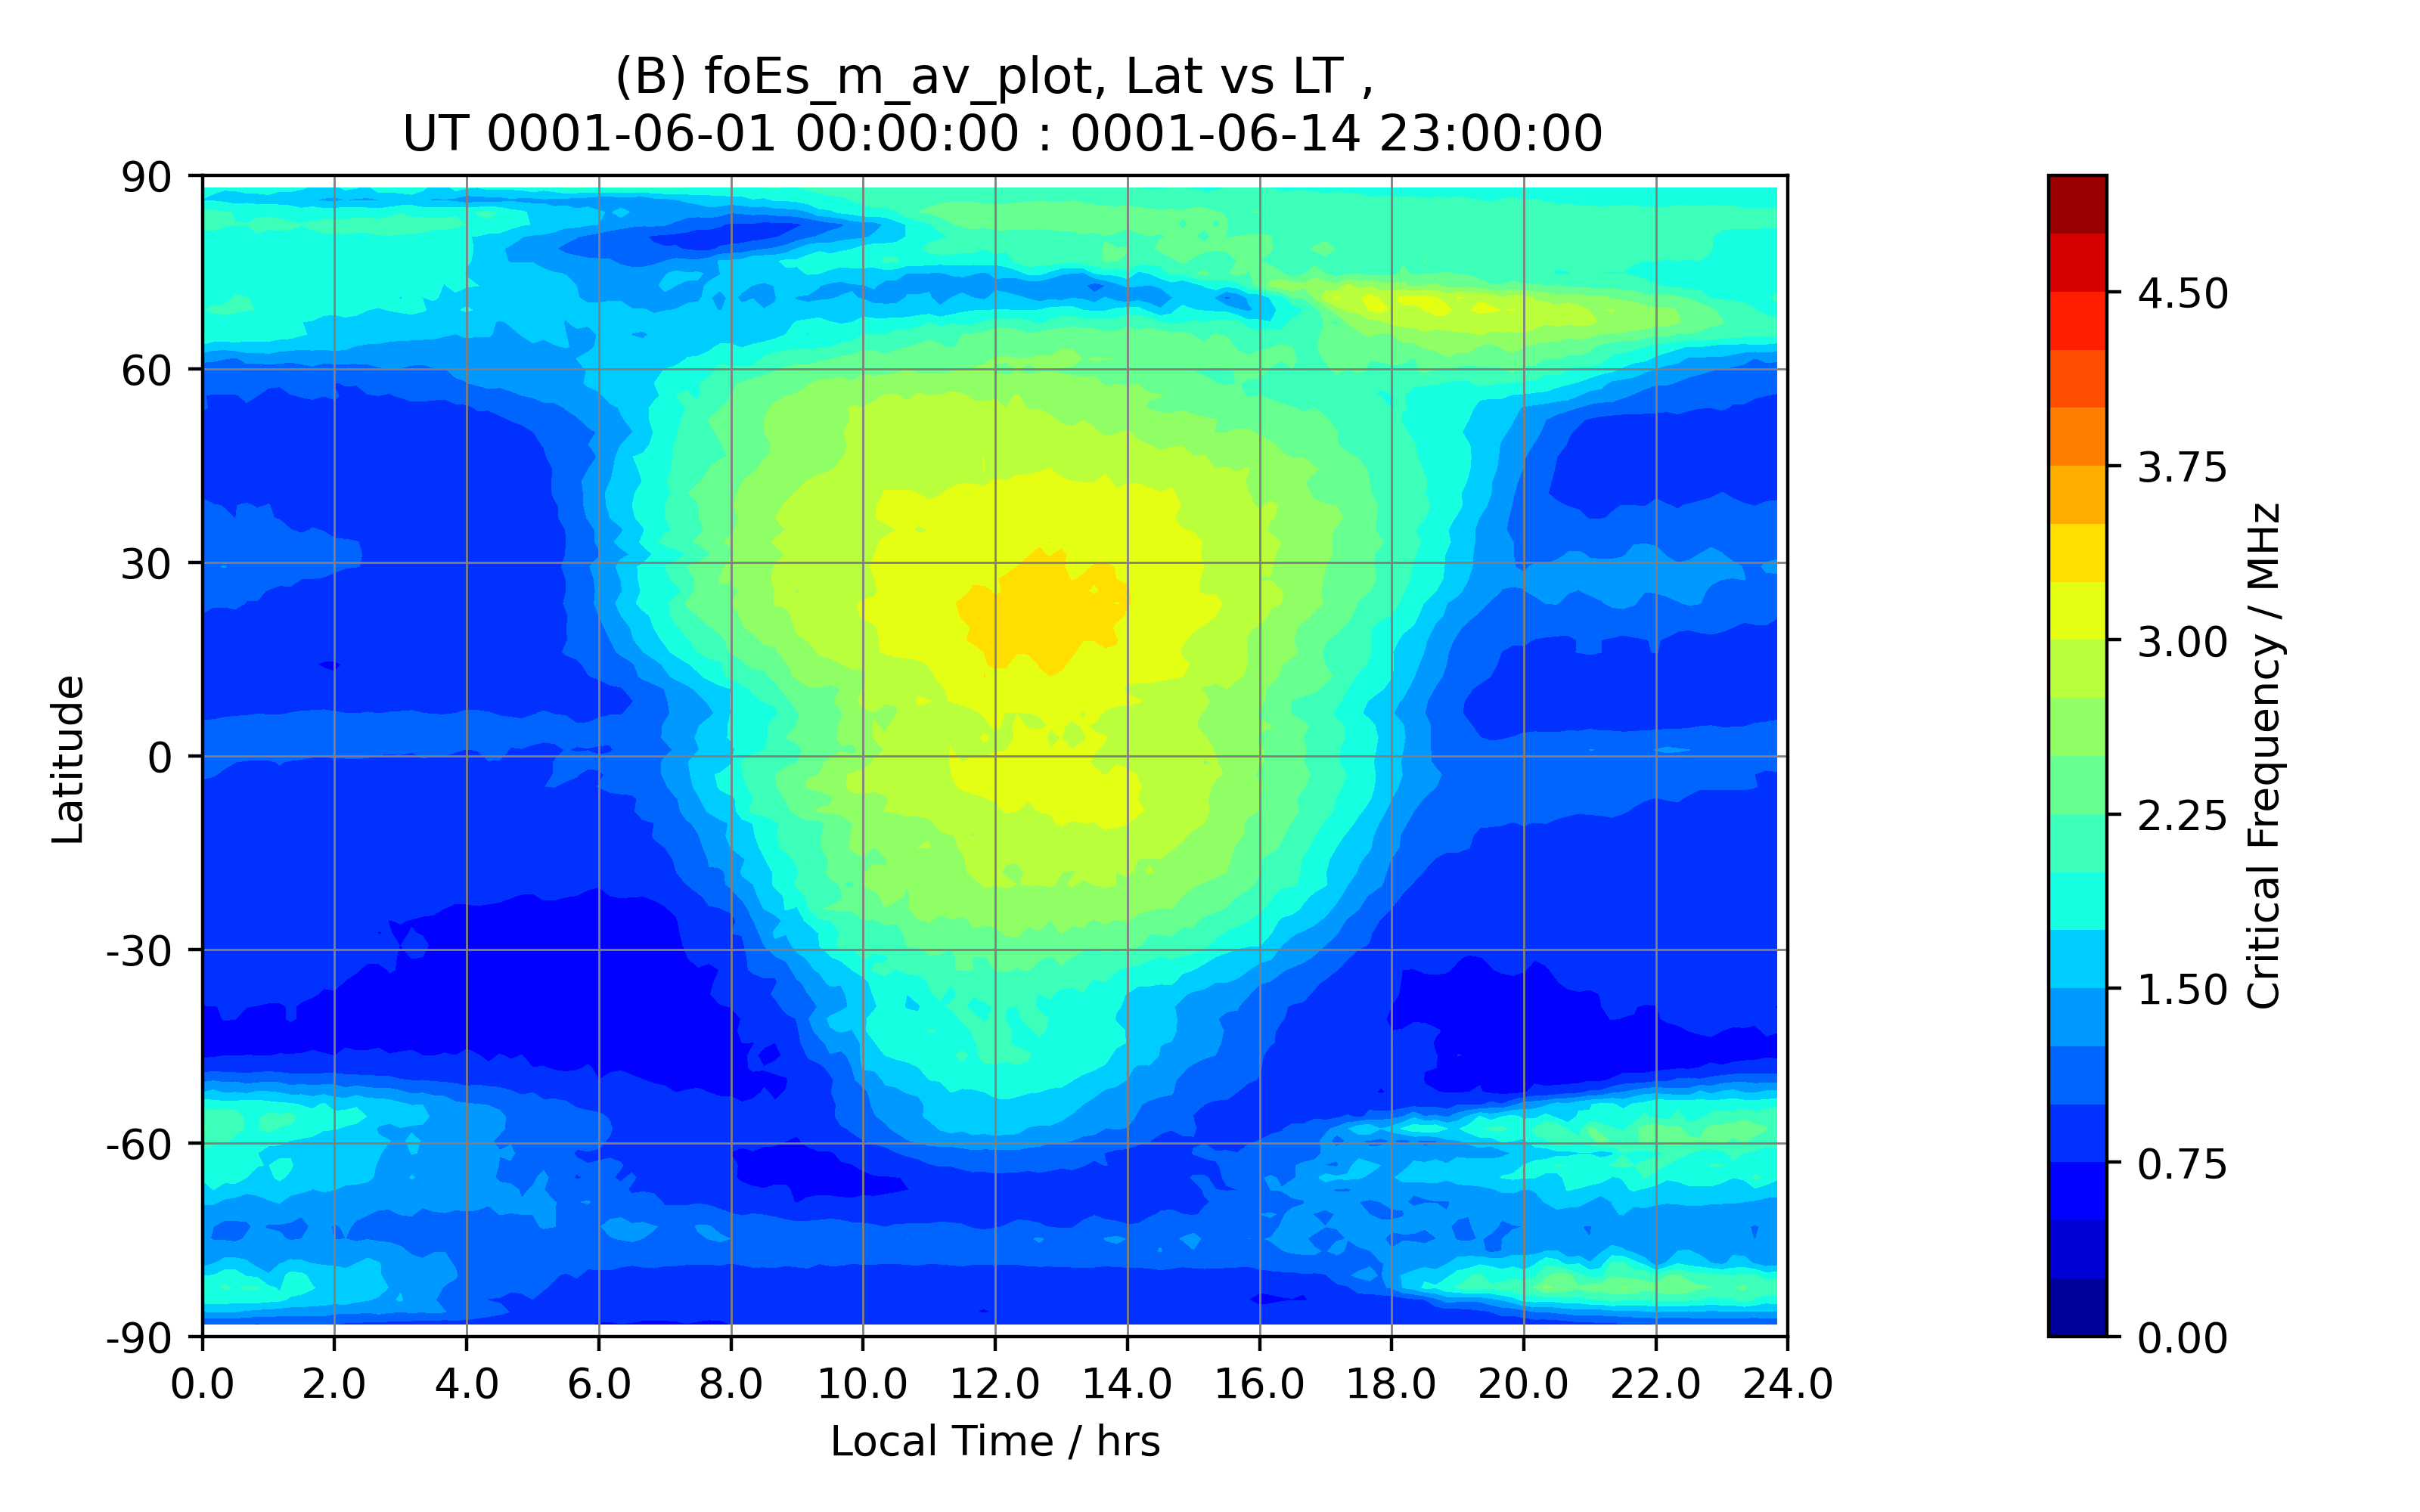 (B) foEs_m_av_plot, Lat vs LT ,
UT 0001-06-01 00:00:00 : 0001-06-14 23:00:00
90
60
30
0
-30
-60
-90
Latitude
0.0 2.0 4.0 6.0 8.0 10.0 12.0 14.0 16.0 18.0 20.0 22.0 24.0
Local Time / hrs
4.50
3.75
3.00
2.25
1.50
0.75
0.00
Critical Frequency / MHz